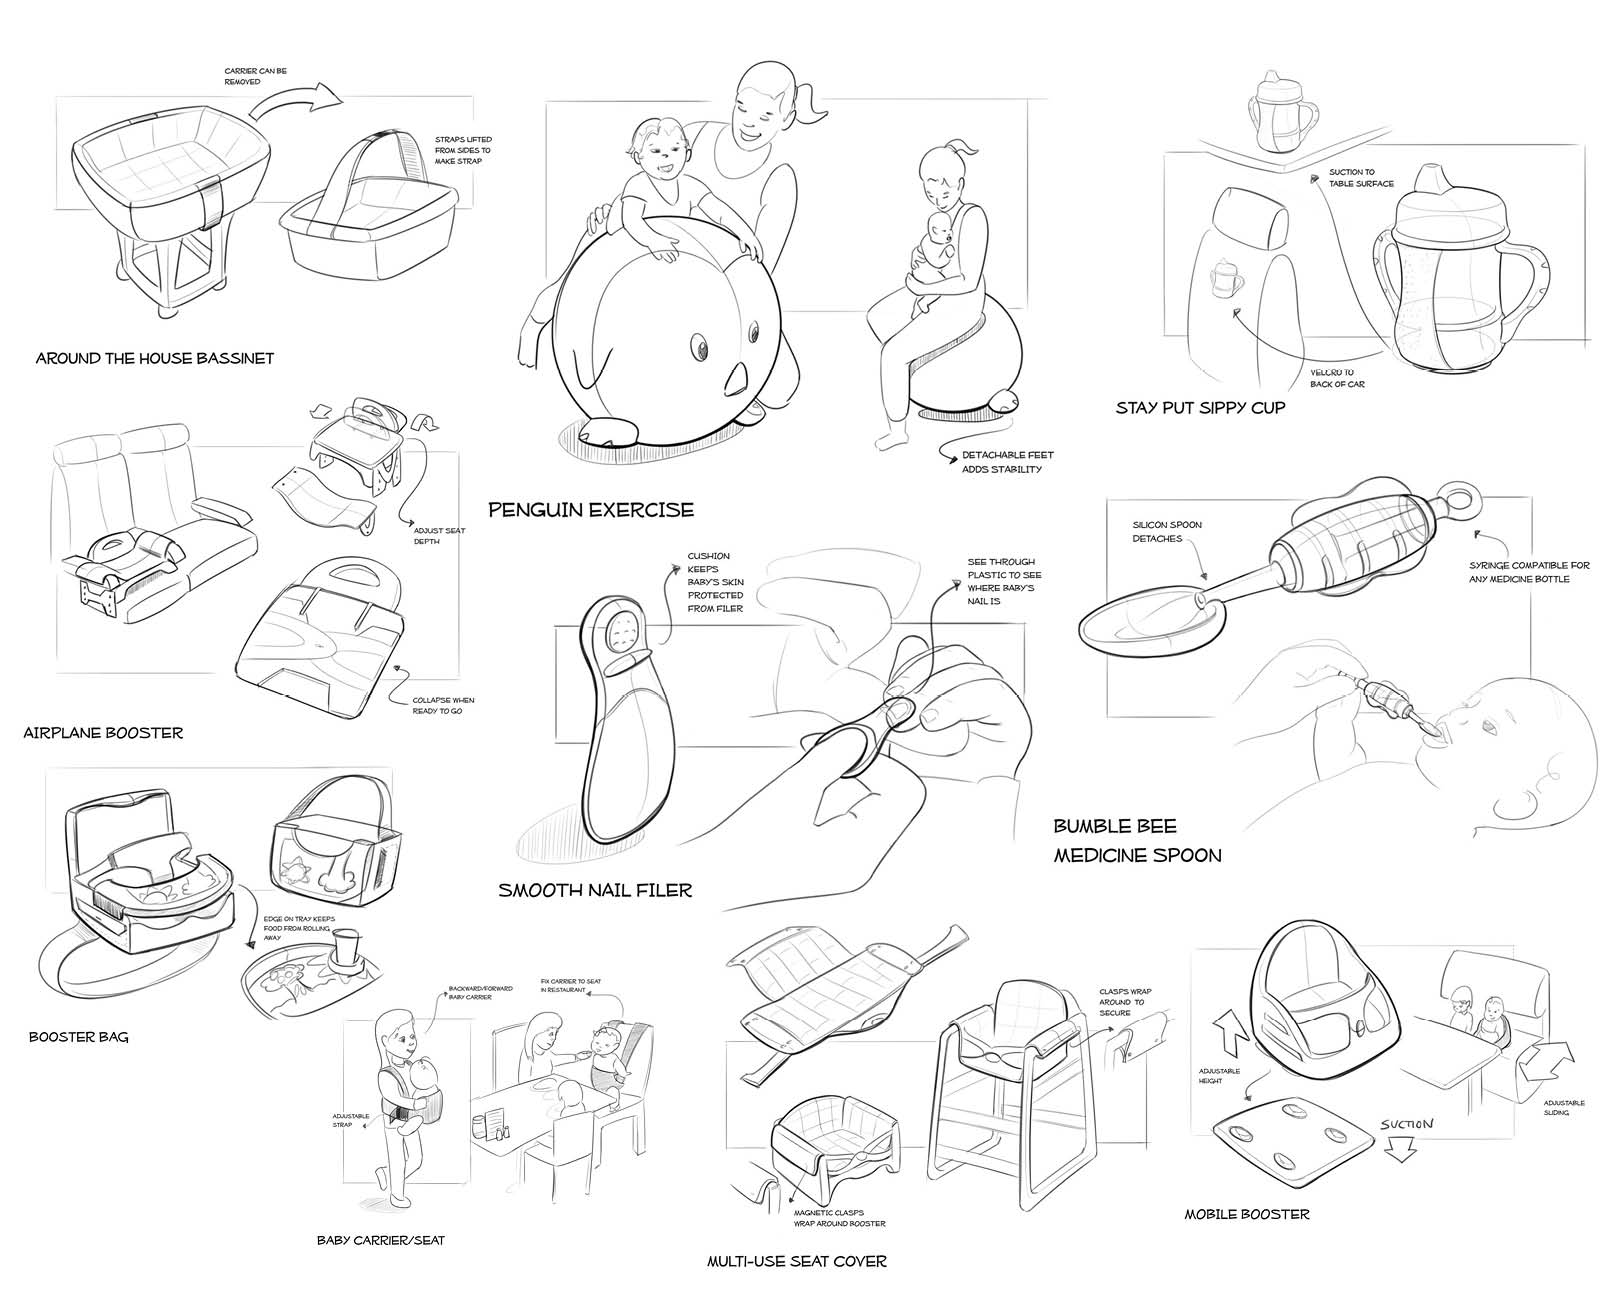 CARRIER CAN BE
REMOVED
STRAPS LIFTED
FROM SIDES TO
MAKE STRAP
AROUND THE HOUSE BASSINET
DETACHABLE FEET
ADDS STABILITY
PENGUIN EXERCISE
SUCTION TO
TABLE SURFACE
VELCRO TO
BACK OF CAR
STAY PUT SIPPY CUP
ADJUST SEAT
DEPTH
COLLAPSE WHEN
READY TO GO
AIRPLANE BOOSTER
CUSHION
KEEPS
BABY'S SKIN
PROTECTED
FROM FILER
SEE THROUGH
PLASTIC TO SEE
WHERE BABY'S
NAIL IS
SMOOTH NAIL FILER
SILICON SPOON
DETACHES
SYRINGE COMPATIBLE FOR
ANY MEDICINE BOTTLE
BUMBLE BEE
MEDICINE SPOON
EDGE ON TRAY KEEPS
FOOD FROM ROLLING
AWAY
BOOSTER BAG
BACKWARD/FORWARD
BABY CARRIER
FIX CARRIER TO SEAT
IN RESTAURANT
ADJUSTABLE
STRAP
BABY CARRIER/SEAT
CLASPS WRAP
AROUND TO
SECURE
MAGNETIC CLASPS
WRAP AROUND BOOSTER
MULTI-USE SEAT COVER
ADJUSTABLE
HEIGHT
ADJUSTABLE
SLIDING
SUCTION
MOBILE BOOSTER